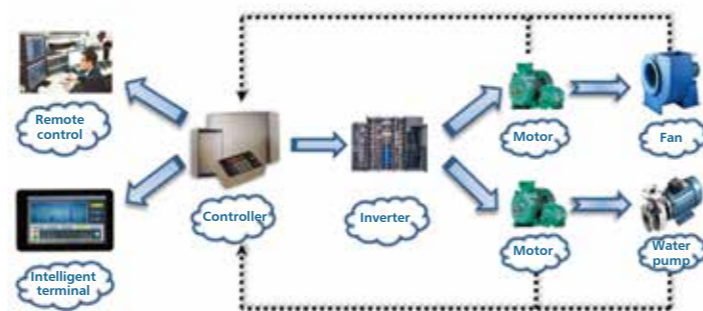 Remote
control
Intelligent
terminal
Controller
Inverter
Motor
Fan
Motor
Water
pump